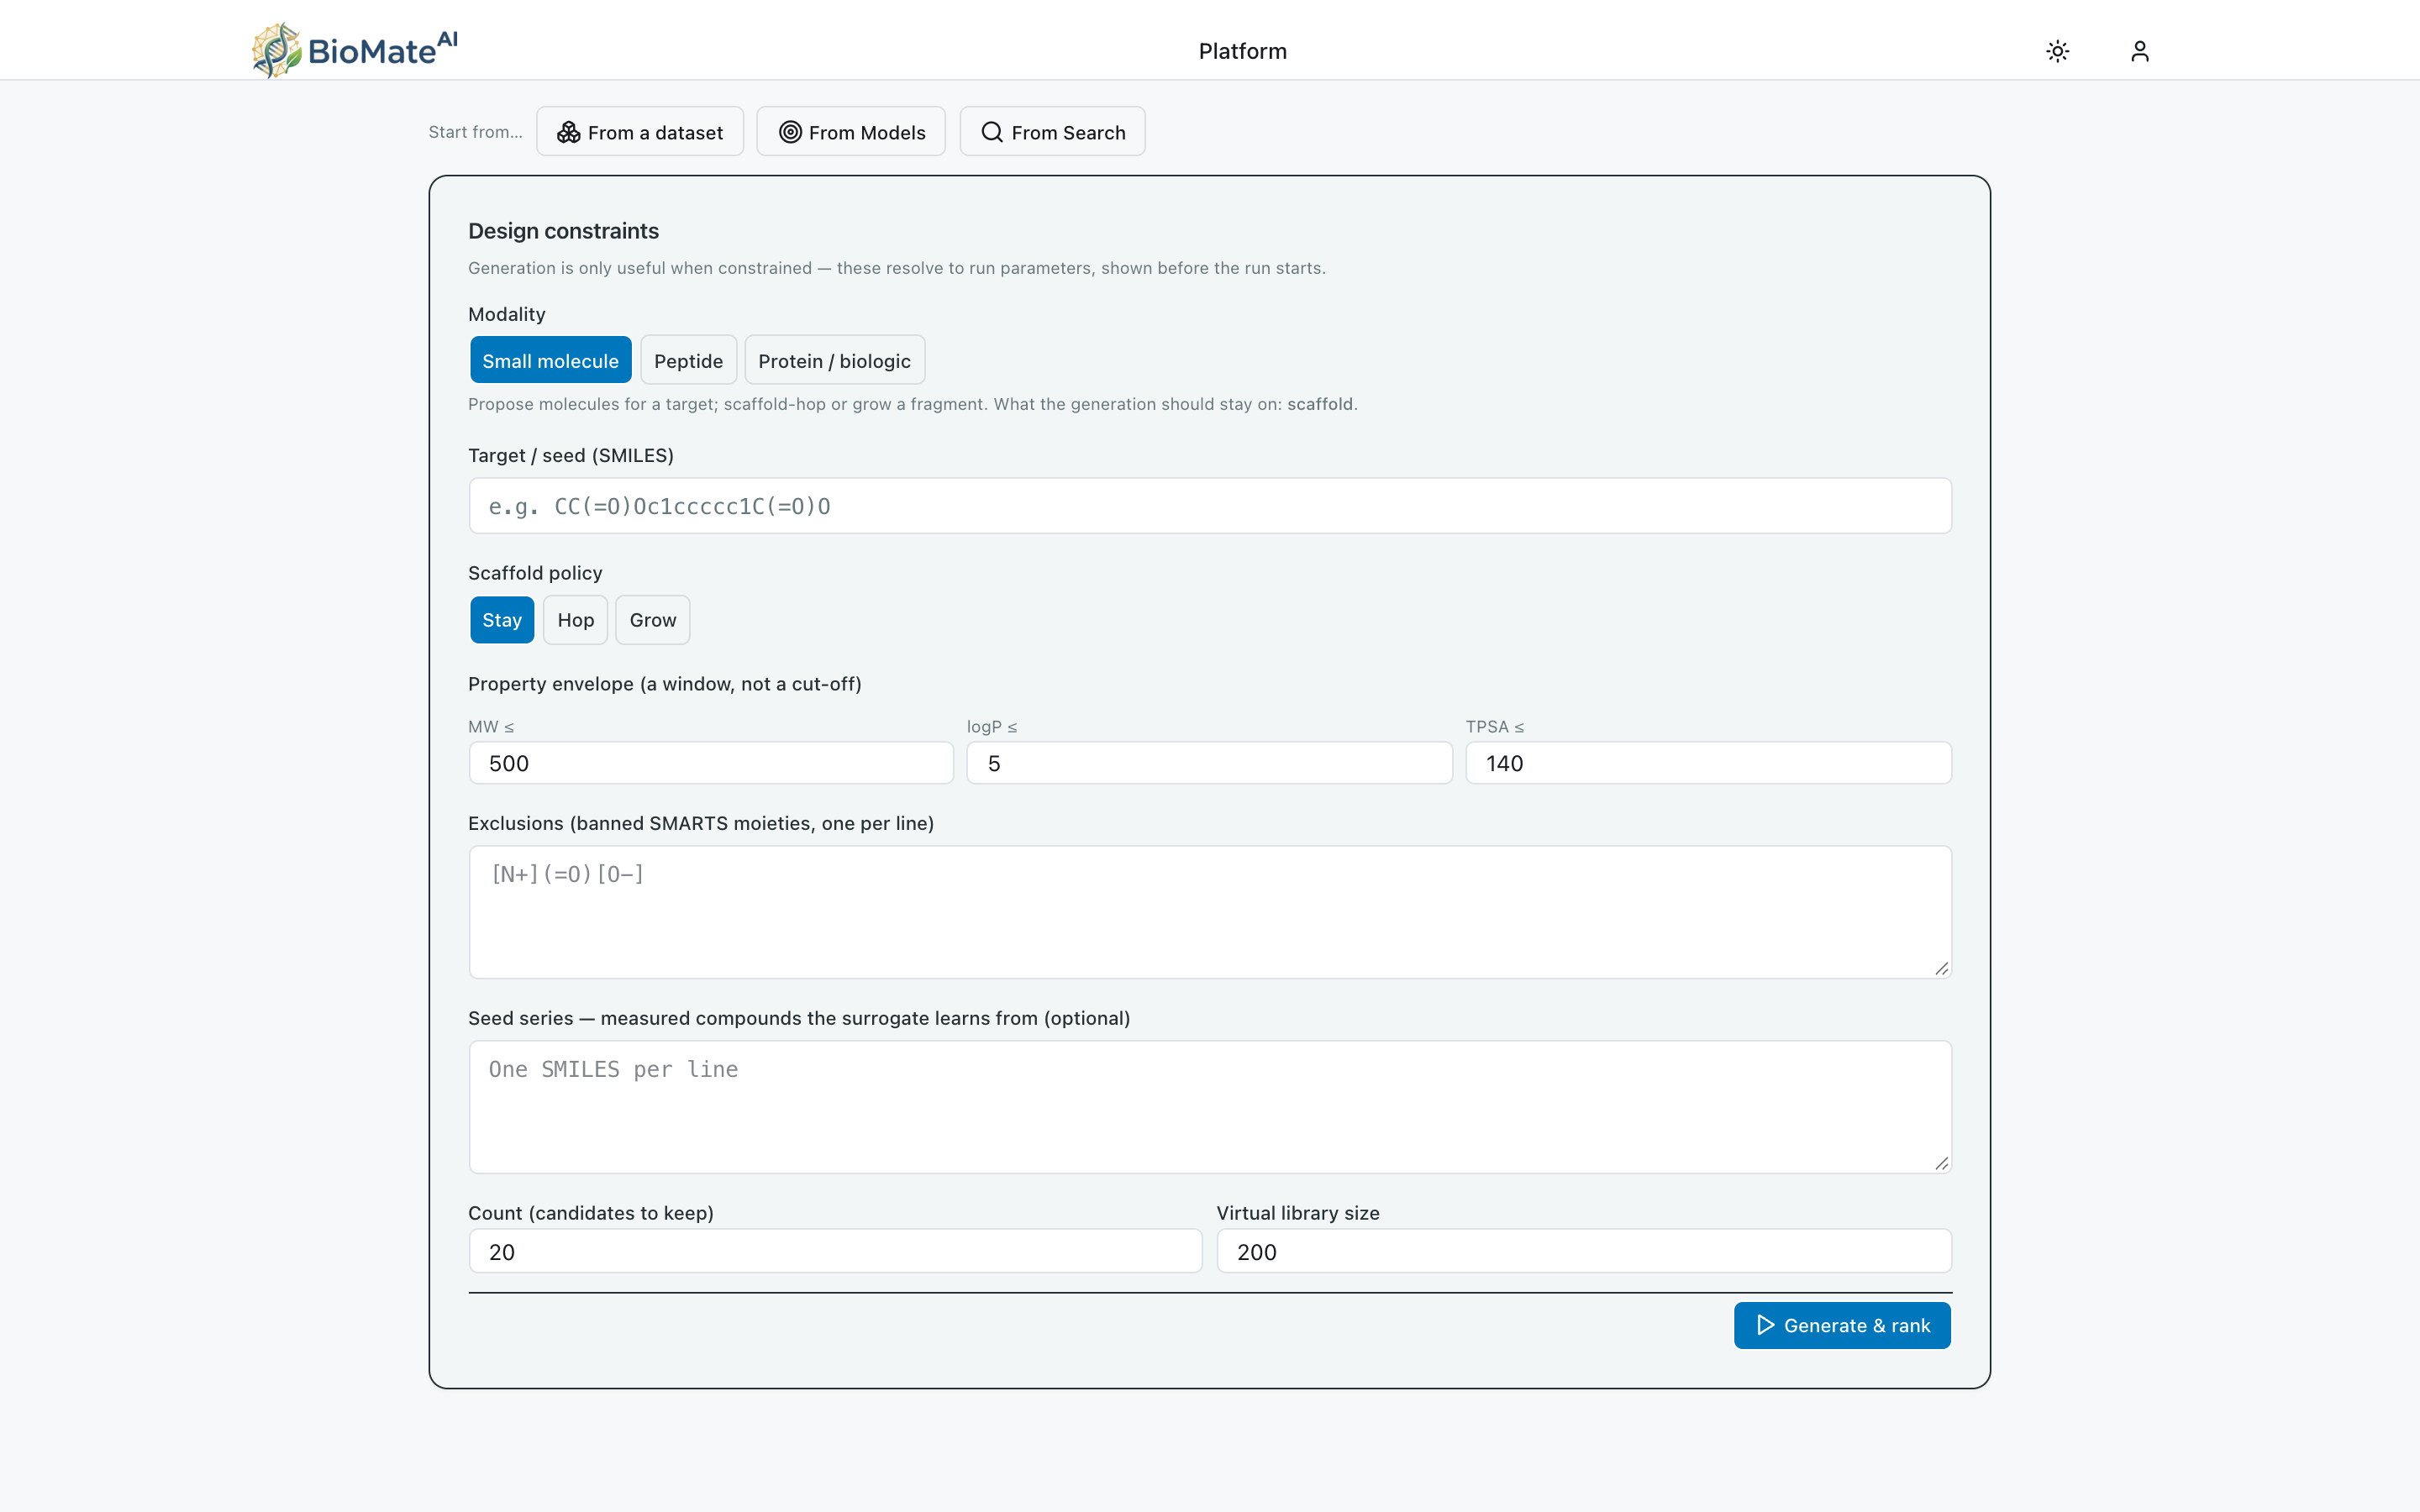 BioMate AI
Platform
Start from...
From a dataset
From Models
From Search
Design constraints
Generation is only useful when constrained — these resolve to run parameters, shown before the run starts.
Modality
Small molecule
Peptide
Protein / biologic
Propose molecules for a target; scaffold-hop or grow a fragment. What the generation should stay on: scaffold.
Target / seed (SMILES)
e.g. CC(=O)Oc1ccccc1C(=O)O
Scaffold policy
Stay
Hop
Grow
Property envelope (a window, not a cut-off)
MW ≤
logP ≤
TPSA ≤
500
5
140
Exclusions (banned SMARTS moieties, one per line)
[N+](=O)[O-]
Seed series — measured compounds the surrogate learns from (optional)
One SMILES per line
Count (candidates to keep)
Virtual library size
20
200
Generate & rank